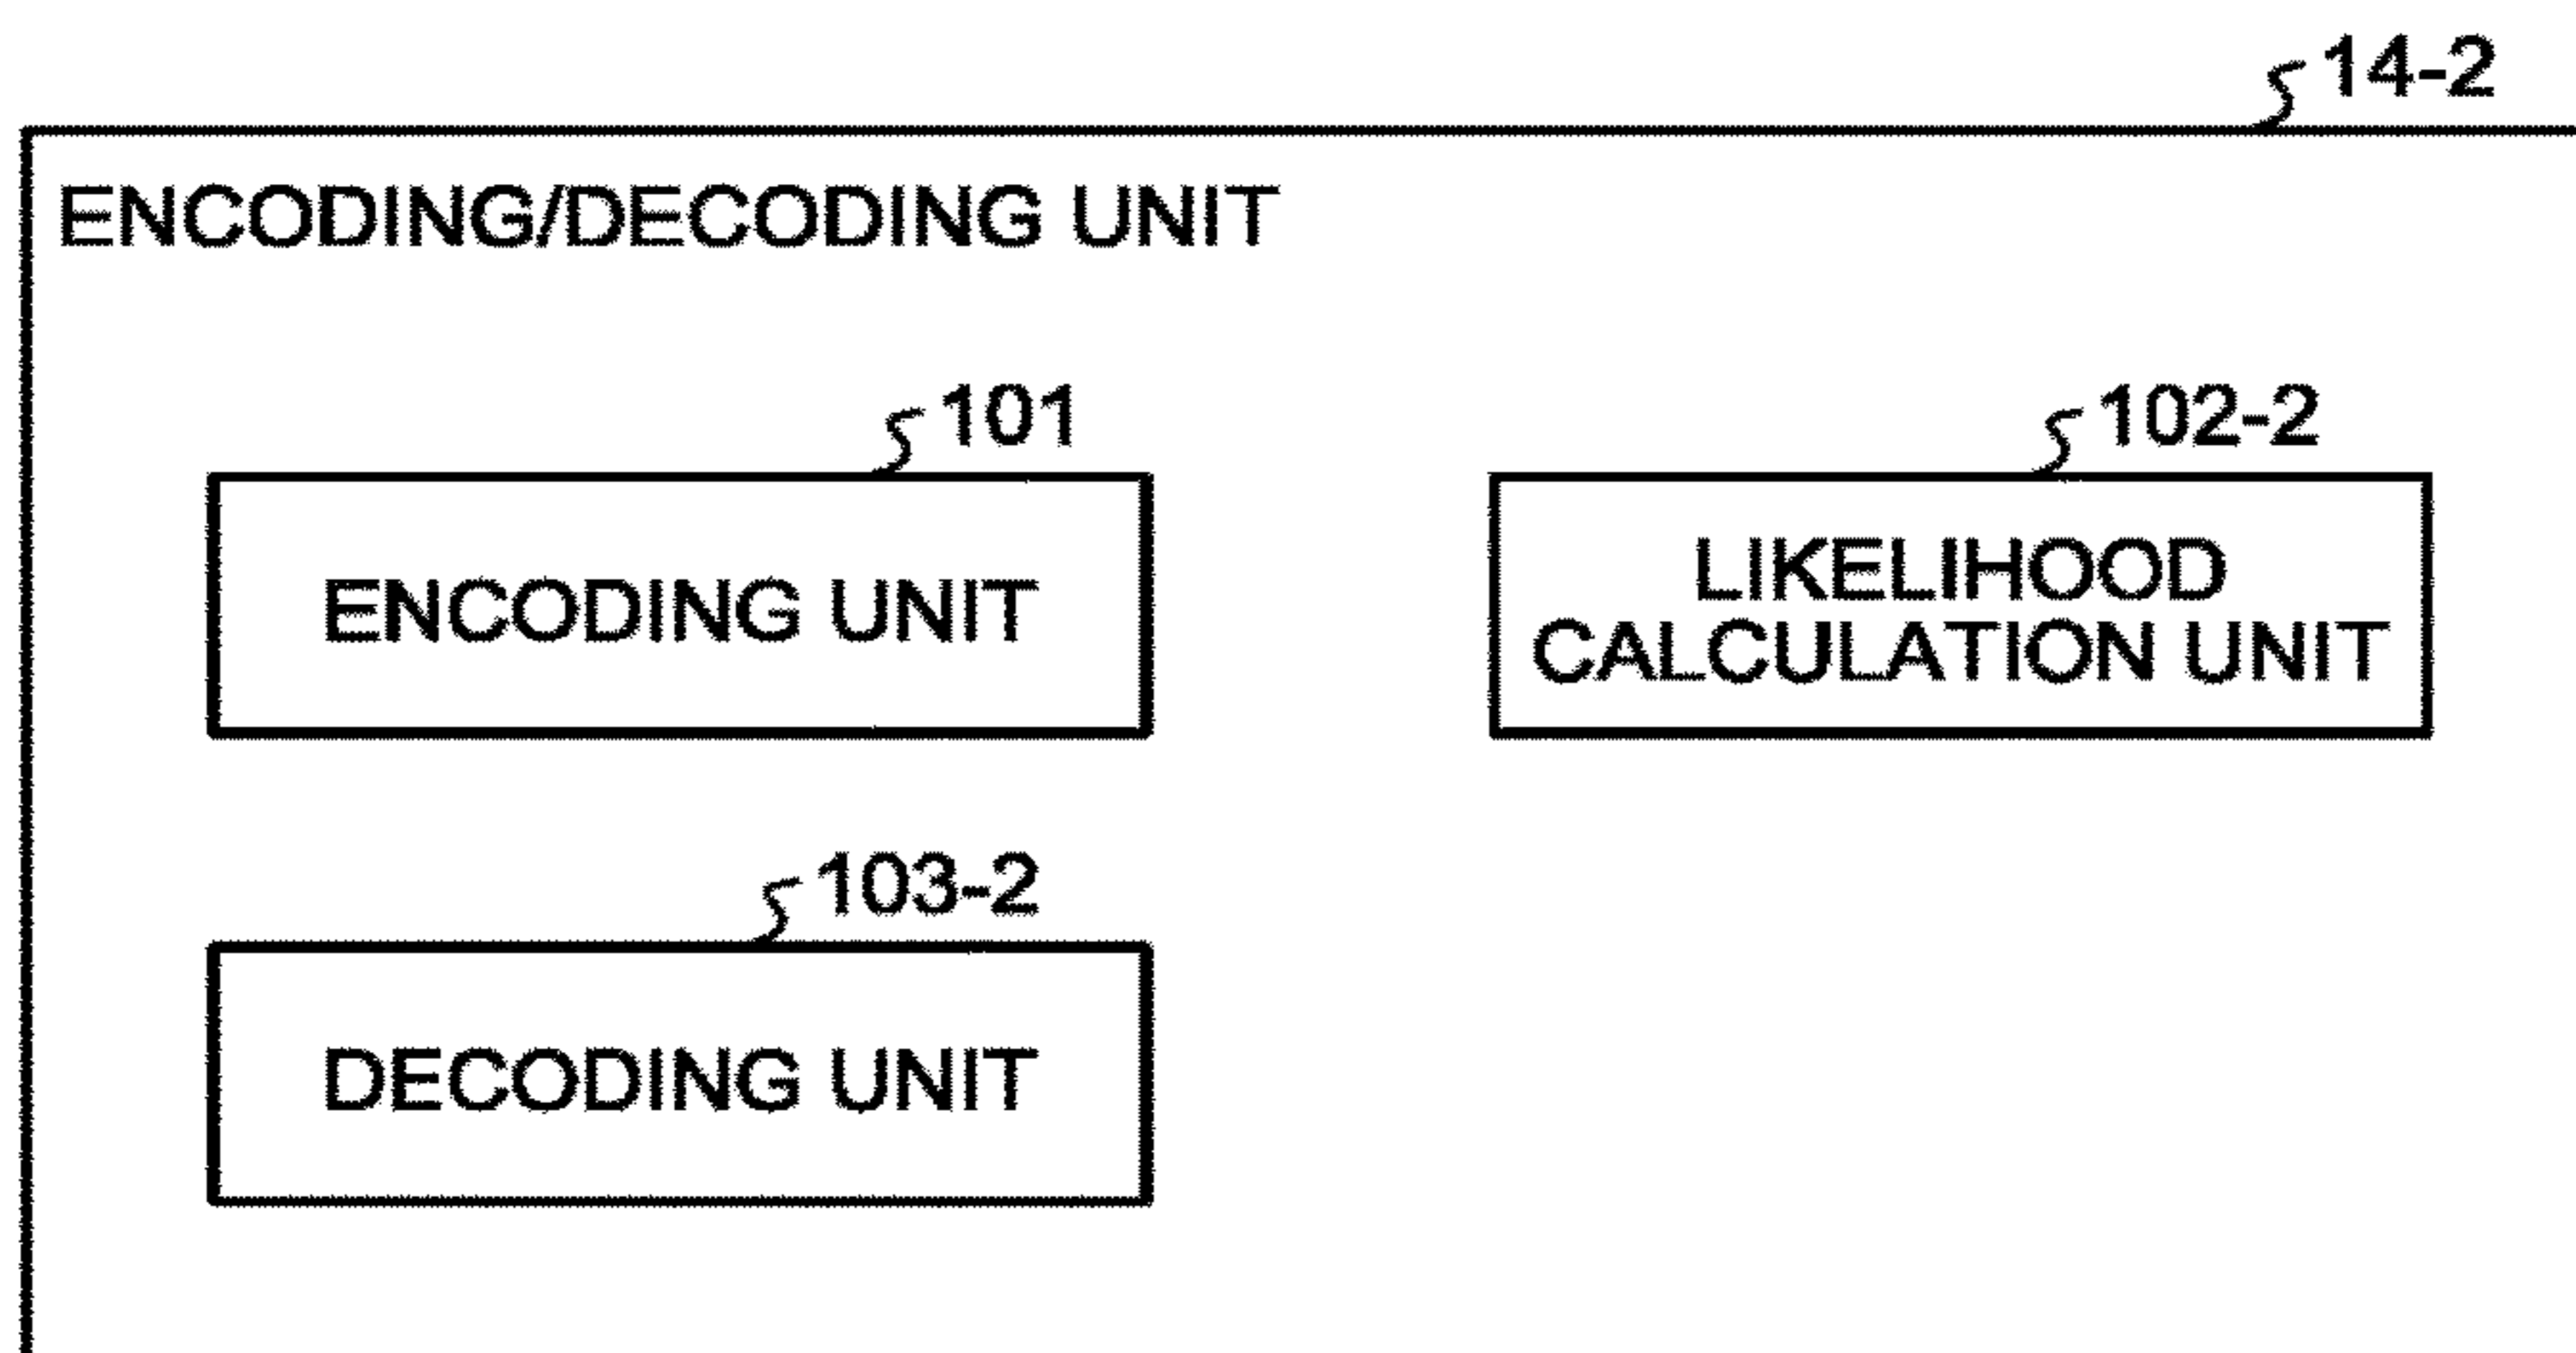 14-2
ENCODING/DECODING UNIT
101
102-2
ENCODING UNIT
LIKELIHOOD
CALCULATION UNIT
103-2
DECODING UNIT